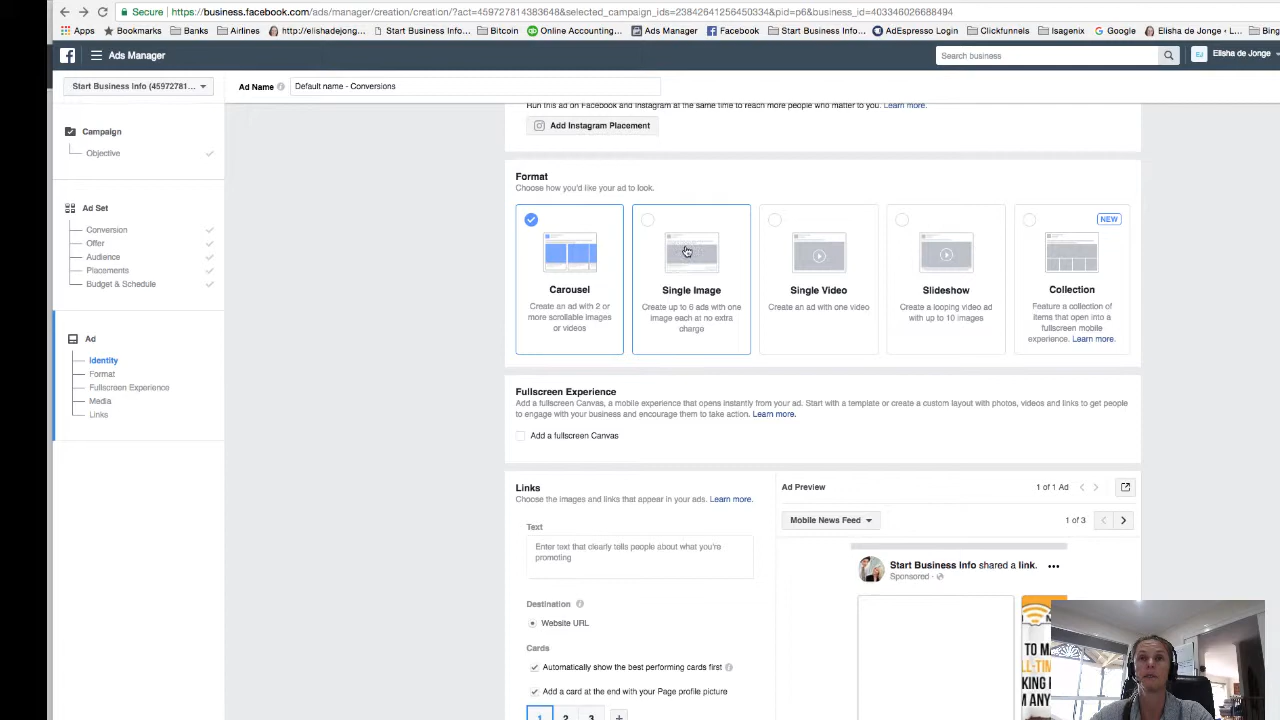 Secure | https://business.facebook.com/ads/manager/creation/creation/?act=459727814383648&selected_campaign_ids=23842641256450334&pid=p6&business_id=403346026688494
Apps Bookmarks Banks Airlines http://elishadejong... Start Business Info... Bitcoin Online Accounting... Ads Manager Facebook Start Business Info... AdEspresso Login Clickfunnels Isagenix Google Elisha de Jonge • L...
Ads Manager Search business Elisha de Jonge
Start Business Info (45972781... Ad Name Default name - Conversions
Run this ad on Facebook and Instagram at the same time to reach more people who matter to you. Learn more.
Add Instagram Placement
Campaign
Objective
Ad Set
Conversion
Offer
Audience
Placements
Budget & Schedule
Ad
Identity
Format
Fullscreen Experience
Media
Links
Format
Choose how you'd like your ad to look.
Carousel
Create an ad with 2 or
more scrollable images
or videos
Single Image
Create up to 6 ads with one
image each at no extra
charge
Single Video
Create an ad with one video
Slideshow
Create a looping video ad
with up to 10 images
NEW
Collection
Feature a collection of
items that open into a
fullscreen mobile
experience. Learn more.
Fullscreen Experience
Add a fullscreen Canvas, a mobile experience that opens instantly from your ad. Start with a template or create a custom layout with photos, videos and links to get people
to engage with your business and encourage them to take action. Learn more.
Add a fullscreen Canvas
Links
Choose the images and links that appear in your ads. Learn more.
Text
Enter text that clearly tells people about what you're
promoting
Destination
Website URL
Cards
Automatically show the best performing cards first
Add a card at the end with your Page profile picture
1 2 3 +
Ad Preview 1 of 1 Ad
Mobile News Feed 1 of 3
Start Business Info shared a link.
Sponsored
TO M
LL-TIM
KING
M ANY